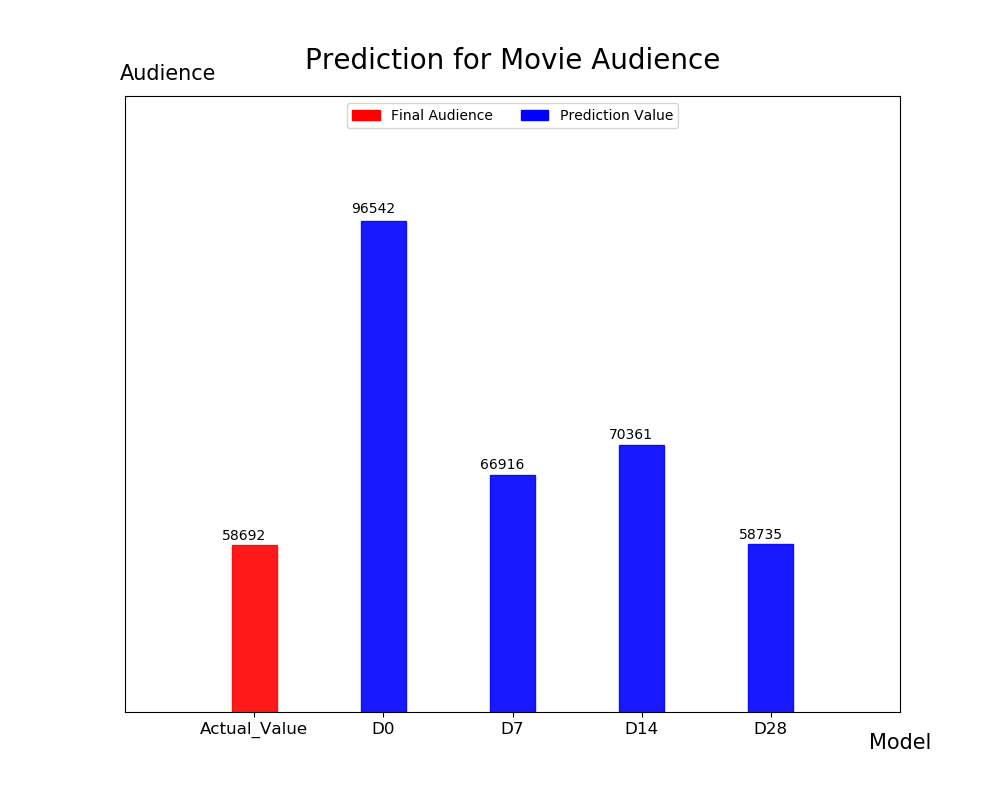 Prediction for Movie Audience
Audience
Final Audience Prediction Value
96542
70361
66916
58692
58735
Actual_Value D0 D7 D14 D28
Model